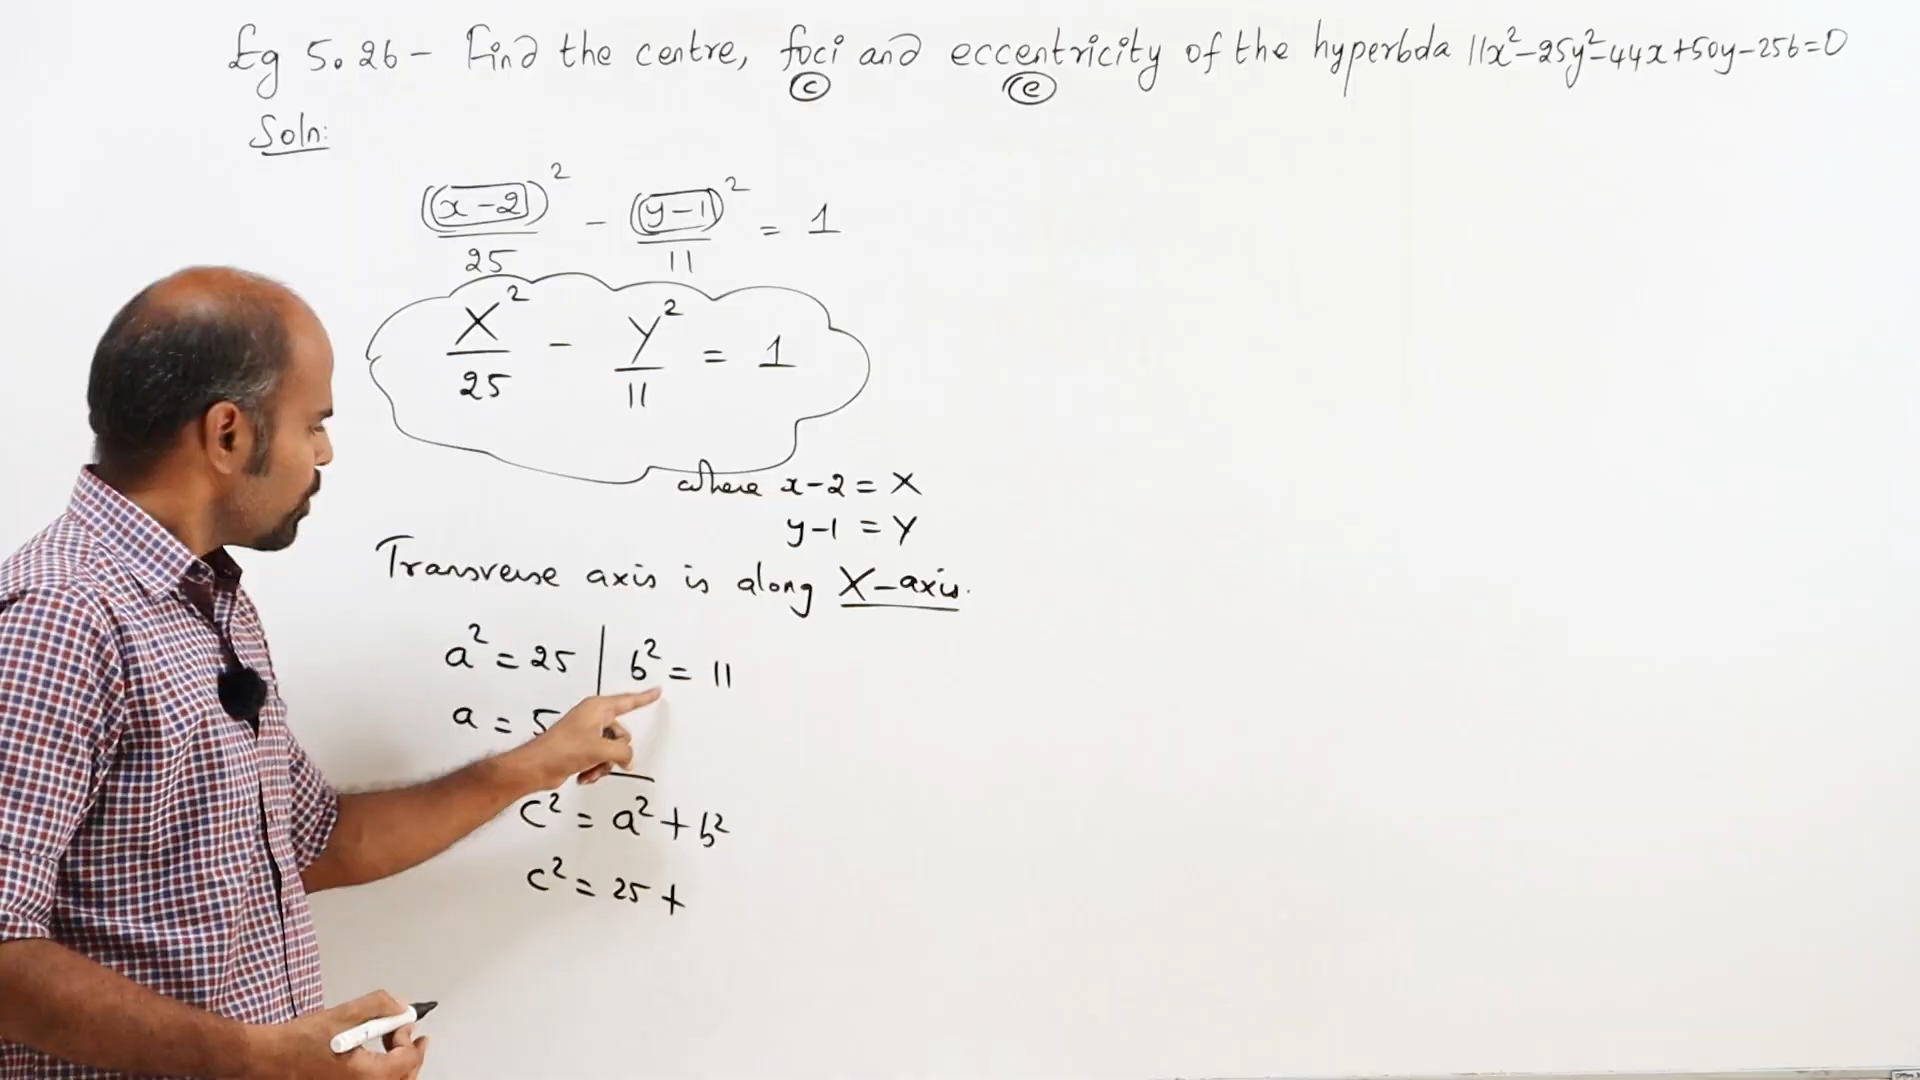 Eg 5.26 - Find the centre, foci and eccentricity of the hyperbola 11x²-25y²-44x+50y-256=0
c e
Soln:
((x-2))²/25 - ((y-1))²/11 = 1
X²/25 - Y²/11 = 1
where x-2 = X
y-1 = Y
Transverse axis is along X-axis.
a² = 25 | b² = 11
a = 5
c² = a² + b²
c² = 25 +